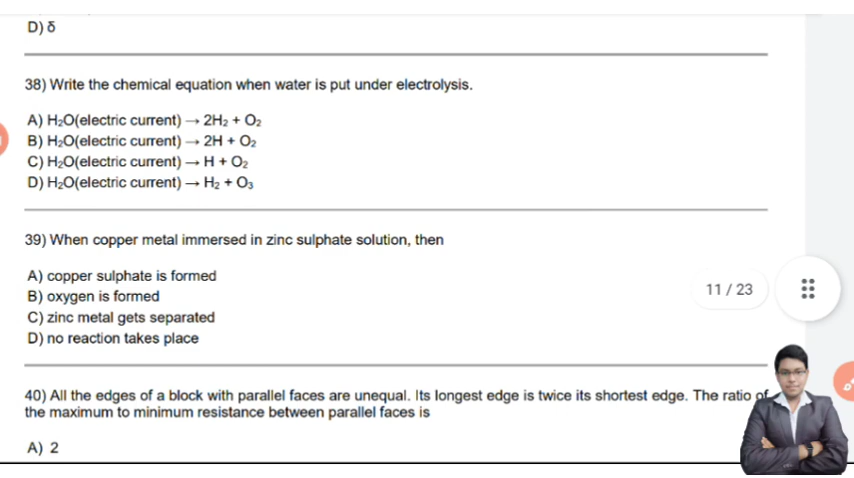 D) δ
38) Write the chemical equation when water is put under electrolysis.
A) H₂O(electric current) → 2H₂ + O₂
B) H₂O(electric current) → 2H + O₂
C) H₂O(electric current) → H + O₂
D) H₂O(electric current) → H₂ + O₃
39) When copper metal immersed in zinc sulphate solution, then
A) copper sulphate is formed
B) oxygen is formed
11 / 23
C) zinc metal gets separated
D) no reaction takes place
40) All the edges of a block with parallel faces are unequal. Its longest edge is twice its shortest edge. The ratio of
the maximum to minimum resistance between parallel faces is
A) 2